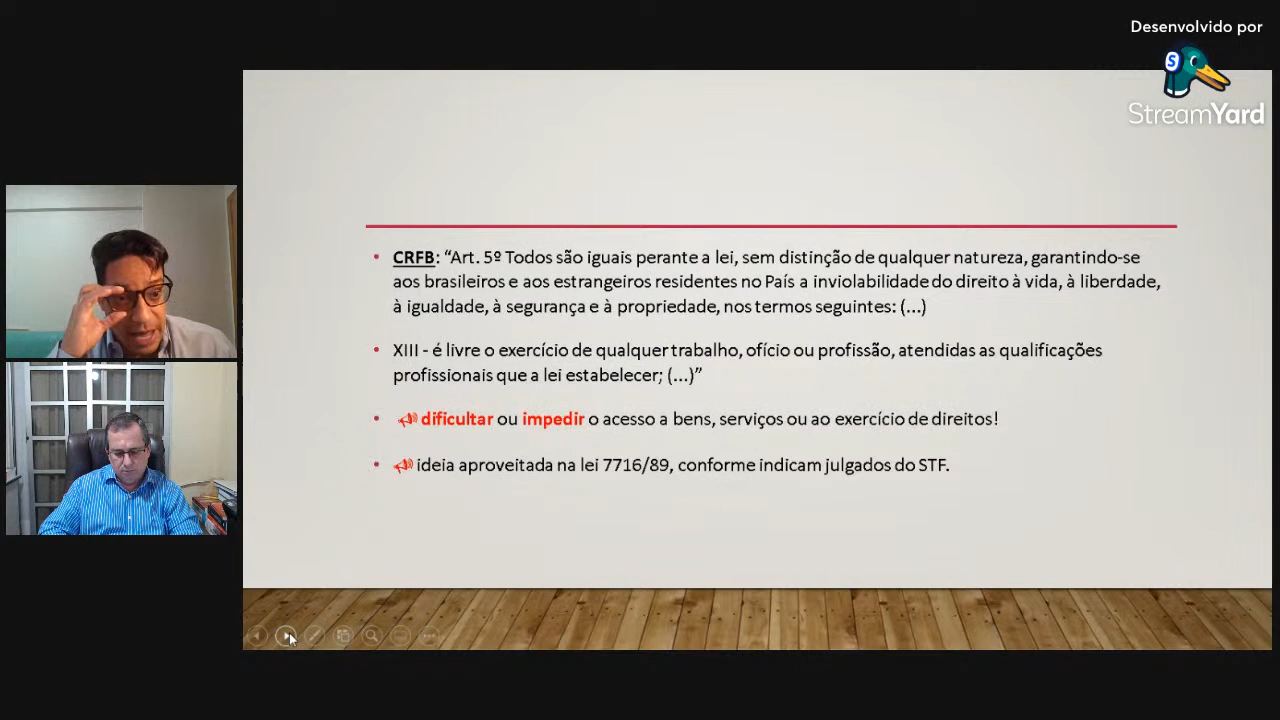 Desenvolvido por
StreamYard
CRFB: “Art. 5º Todos são iguais perante a lei, sem distinção de qualquer natureza, garantindo-se
aos brasileiros e aos estrangeiros residentes no País a inviolabilidade do direito à vida, à liberdade,
à igualdade, à segurança e à propriedade, nos termos seguintes: (...)
XIII - é livre o exercício de qualquer trabalho, ofício ou profissão, atendidas as qualificações
profissionais que a lei estabelecer; (...)”
dificultar ou impedir o acesso a bens, serviços ou ao exercício de direitos!
ideia aproveitada na lei 7716/89, conforme indicam julgados do STF.